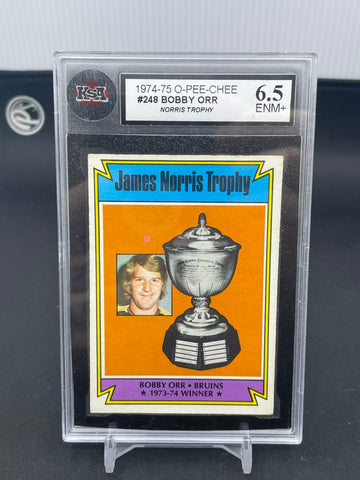 KSA
1974-75 O-PEE-CHEE
#248 BOBBY ORR
NORRIS TROPHY
6.5
ENM+
James Norris Trophy
BOBBY ORR • BRUINS
★ 1973-74 WINNER ★